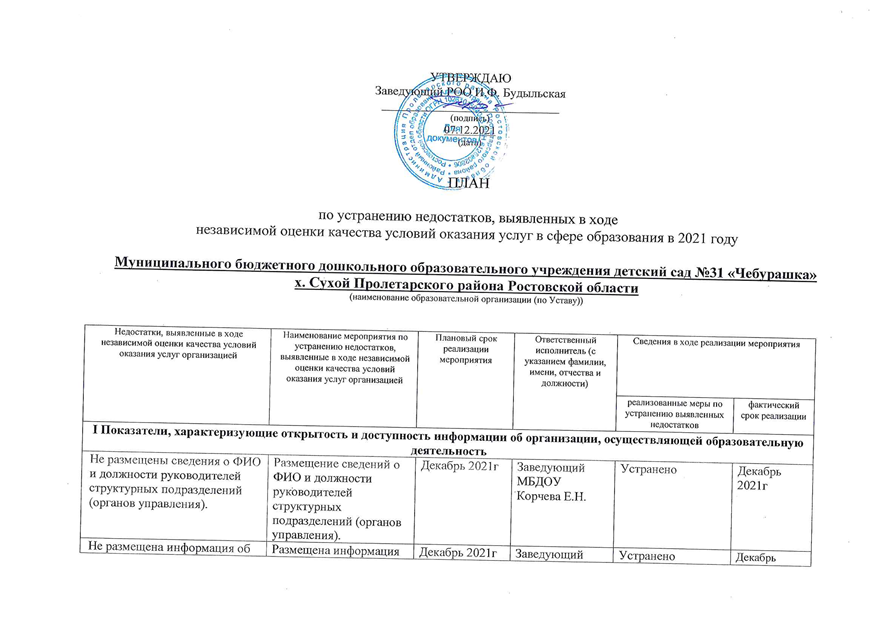 УТВЕРЖДАЮ
Заведующий РОО И.Ф. Будыльская
(подпись)
07.12.2021
(дата)
Для
документов
ПЛАН
по устранению недостатков, выявленных в ходе
независимой оценки качества условий оказания услуг в сфере образования в 2021 году
Муниципального бюджетного дошкольного образовательного учреждения детский сад №31 «Чебурашка»
х. Сухой Пролетарского района Ростовской области
(наименование образовательной организации (по Уставу))
Недостатки, выявленные в ходе
независимой оценки качества условий
оказания услуг организацией
Наименование мероприятия по
устранению недостатков,
выявленных в ходе независимой
оценки качества условий
оказания услуг организацией
Плановый срок
реализации
мероприятия
Ответственный
исполнитель (с
указанием фамилии,
имени, отчества и
должности)
Сведения в ходе реализации мероприятия
реализованные меры по
устранению выявленных
недостатков
фактический
срок реализации
I Показатели, характеризующие открытость и доступность информации об организации, осуществляющей образовательную
деятельность
Не размещены сведения о ФИО
и должности руководителей
структурных подразделений
(органов управления).
Размещение сведений о
ФИО и должности
руководителей
структурных
подразделений (органов
управления).
Декабрь 2021г
Заведующий
МБДОУ
Корчева Е.Н.
Устранено
Декабрь
2021г
Не размещена информация об
Размещена информация
Декабрь 2021г
Заведующий
Устранено
Декабрь